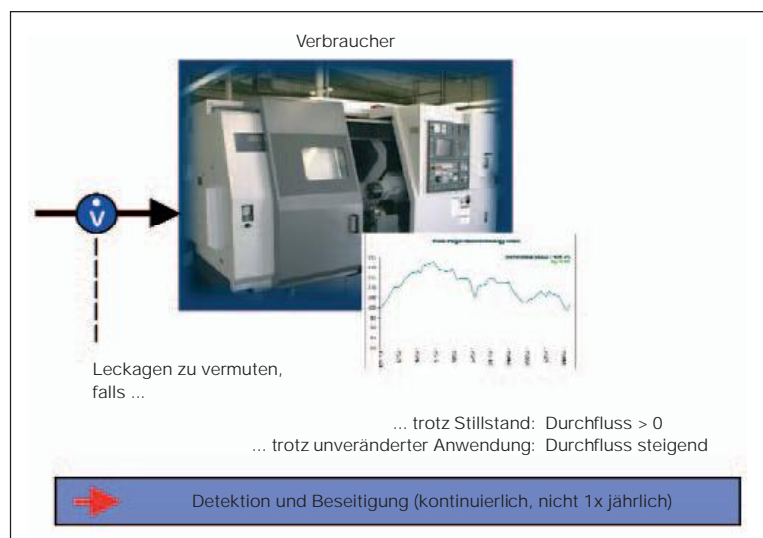 Verbraucher
V̇
Leckagen zu vermuten,
falls ...
... trotz Stillstand: Durchfluss > 0
... trotz unveränderter Anwendung: Durchfluss steigend
Detektion und Beseitigung (kontinuierlich, nicht 1x jährlich)